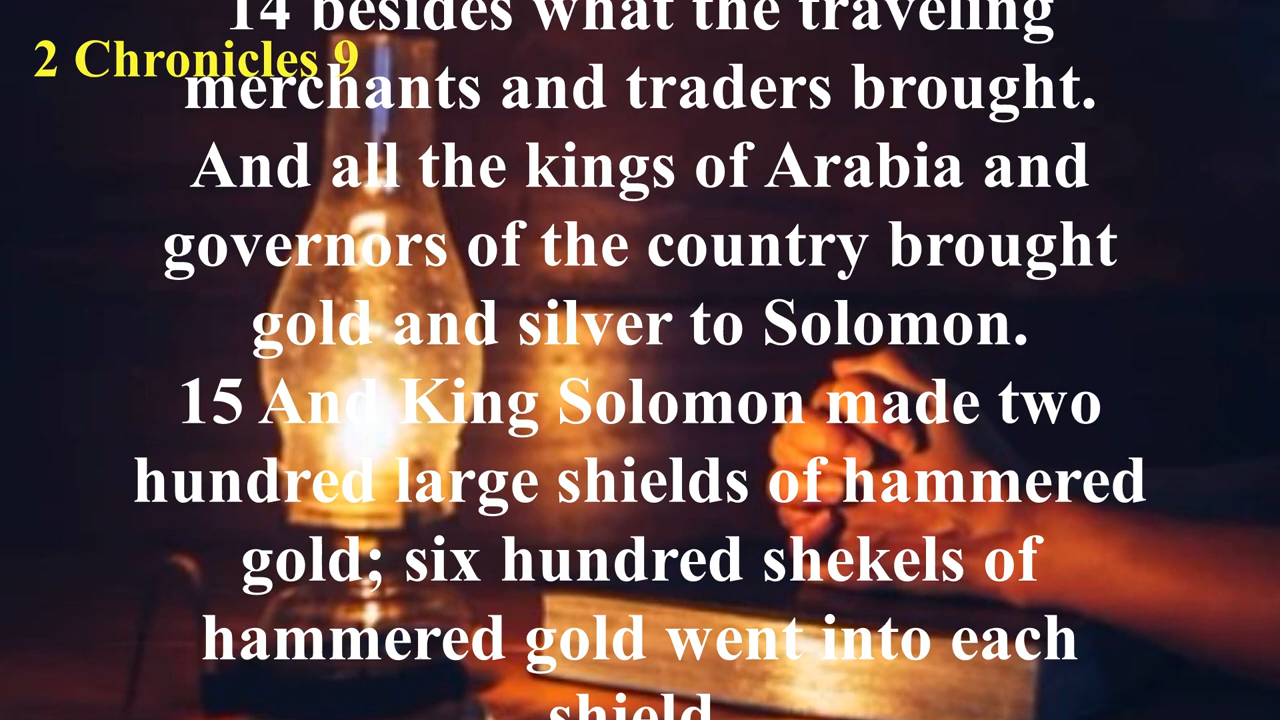 14 besides what the traveling
2 Chronicles 9
merchants and traders brought.
And all the kings of Arabia and
governors of the country brought
gold and silver to Solomon.
15 And King Solomon made two
hundred large shields of hammered
gold; six hundred shekels of
hammered gold went into each
shield.